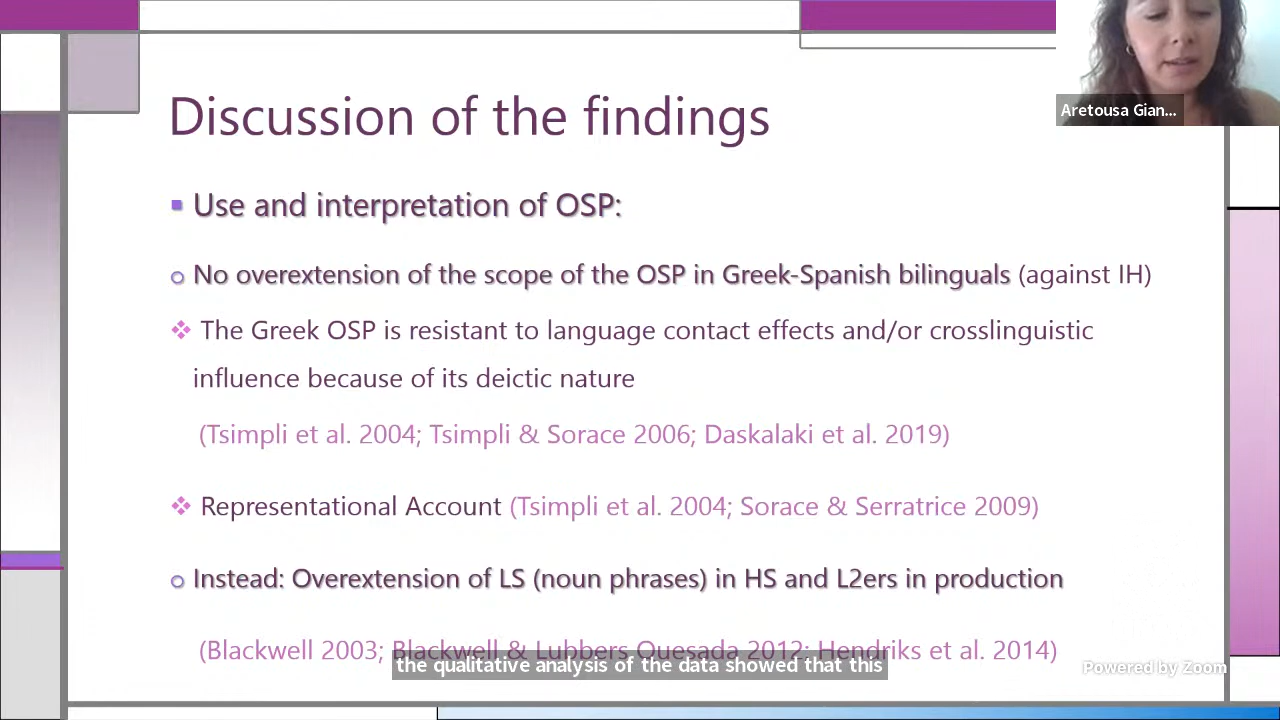 Aretousa Gian...
Discussion of the findings
Use and interpretation of OSP:
No overextension of the scope of the OSP in Greek-Spanish bilinguals (against IH)
The Greek OSP is resistant to language contact effects and/or crosslinguistic
influence because of its deictic nature
(Tsimpli et al. 2004; Tsimpli & Sorace 2006; Daskalaki et al. 2019)
Representational Account (Tsimpli et al. 2004; Sorace & Serratrice 2009)
Instead: Overextension of LS (noun phrases) in HS and L2ers in production
(Blackwell 2003; Blackwell & Lubbers Quesada 2012; Hendriks et al. 2014)
the qualitative analysis of the data showed that this
Powered by Zoom